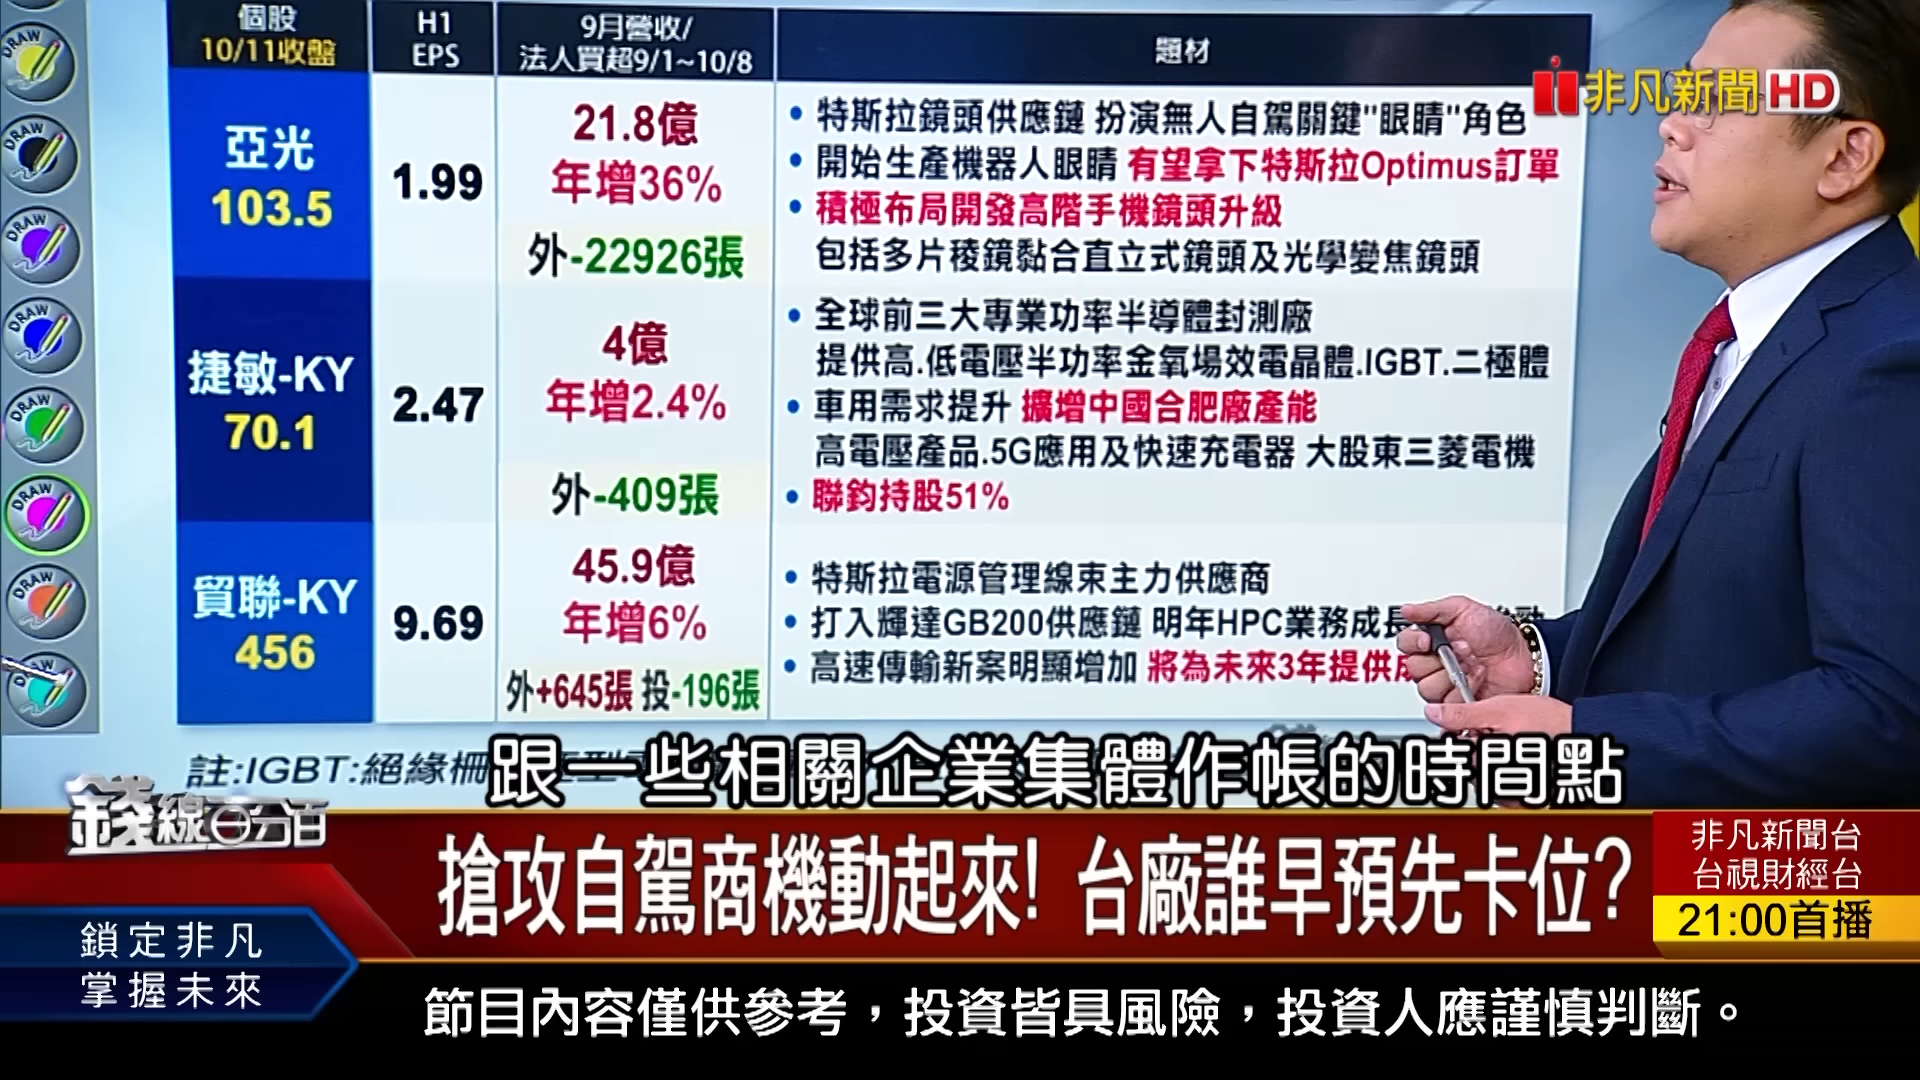 DRAW
DRAW
DRAW
DRAW
DRAW
DRAW
DRAW
個股
10/11收盤
H1
EPS
9月營收/
法人買超9/1~10/8
題材
亞光
103.5
1.99
21.8億
年增36%
外-22926張
• 特斯拉鏡頭供應鏈 扮演無人自駕關鍵"眼睛"角色
• 開始生產機器人眼睛 有望拿下特斯拉Optimus訂單
• 積極布局開發高階手機鏡頭升級
包括多片稜鏡黏合直立式鏡頭及光學變焦鏡頭
捷敏-KY
70.1
2.47
4億
年增2.4%
外-409張
• 全球前三大專業功率半導體封測廠
提供高.低電壓半功率金氧場效電晶體.IGBT.二極體
• 車用需求提升 擴增中國合肥廠產能
高電壓產品.5G應用及快速充電器 大股東三菱電機
• 聯鈞持股51%
貿聯-KY
456
9.69
45.9億
年增6%
外+645張 投-196張
• 特斯拉電源管理線束主力供應商
• 打入輝達GB200供應鏈 明年HPC業務成長
• 高速傳輸新案明顯增加 將為未來3年提供
註:IGBT:絕緣柵
非凡新聞HD
跟一些相關企業集體作帳的時間點
錢線百分百
搶攻自駕商機動起來! 台廠誰早預先卡位?
非凡新聞台
台視財經台
21:00首播
鎖定非凡
掌握未來
節目內容僅供參考，投資皆具風險，投資人應謹慎判斷。